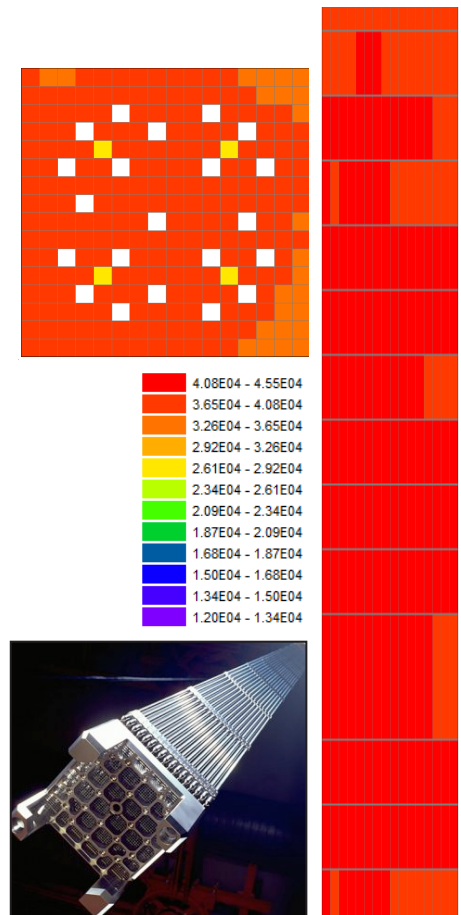 4.08E04 - 4.55E04
3.65E04 - 4.08E04
3.26E04 - 3.65E04
2.92E04 - 3.26E04
2.61E04 - 2.92E04
2.34E04 - 2.61E04
2.09E04 - 2.34E04
1.87E04 - 2.09E04
1.68E04 - 1.87E04
1.50E04 - 1.68E04
1.34E04 - 1.50E04
1.20E04 - 1.34E04